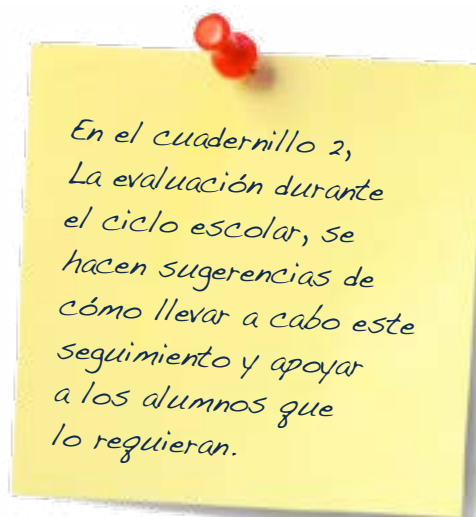 En el cuadernillo 2,
La evaluación durante
el ciclo escolar, se
hacen sugerencias de
cómo llevar a cabo este
seguimiento y apoyar
a los alumnos que
lo requieran.